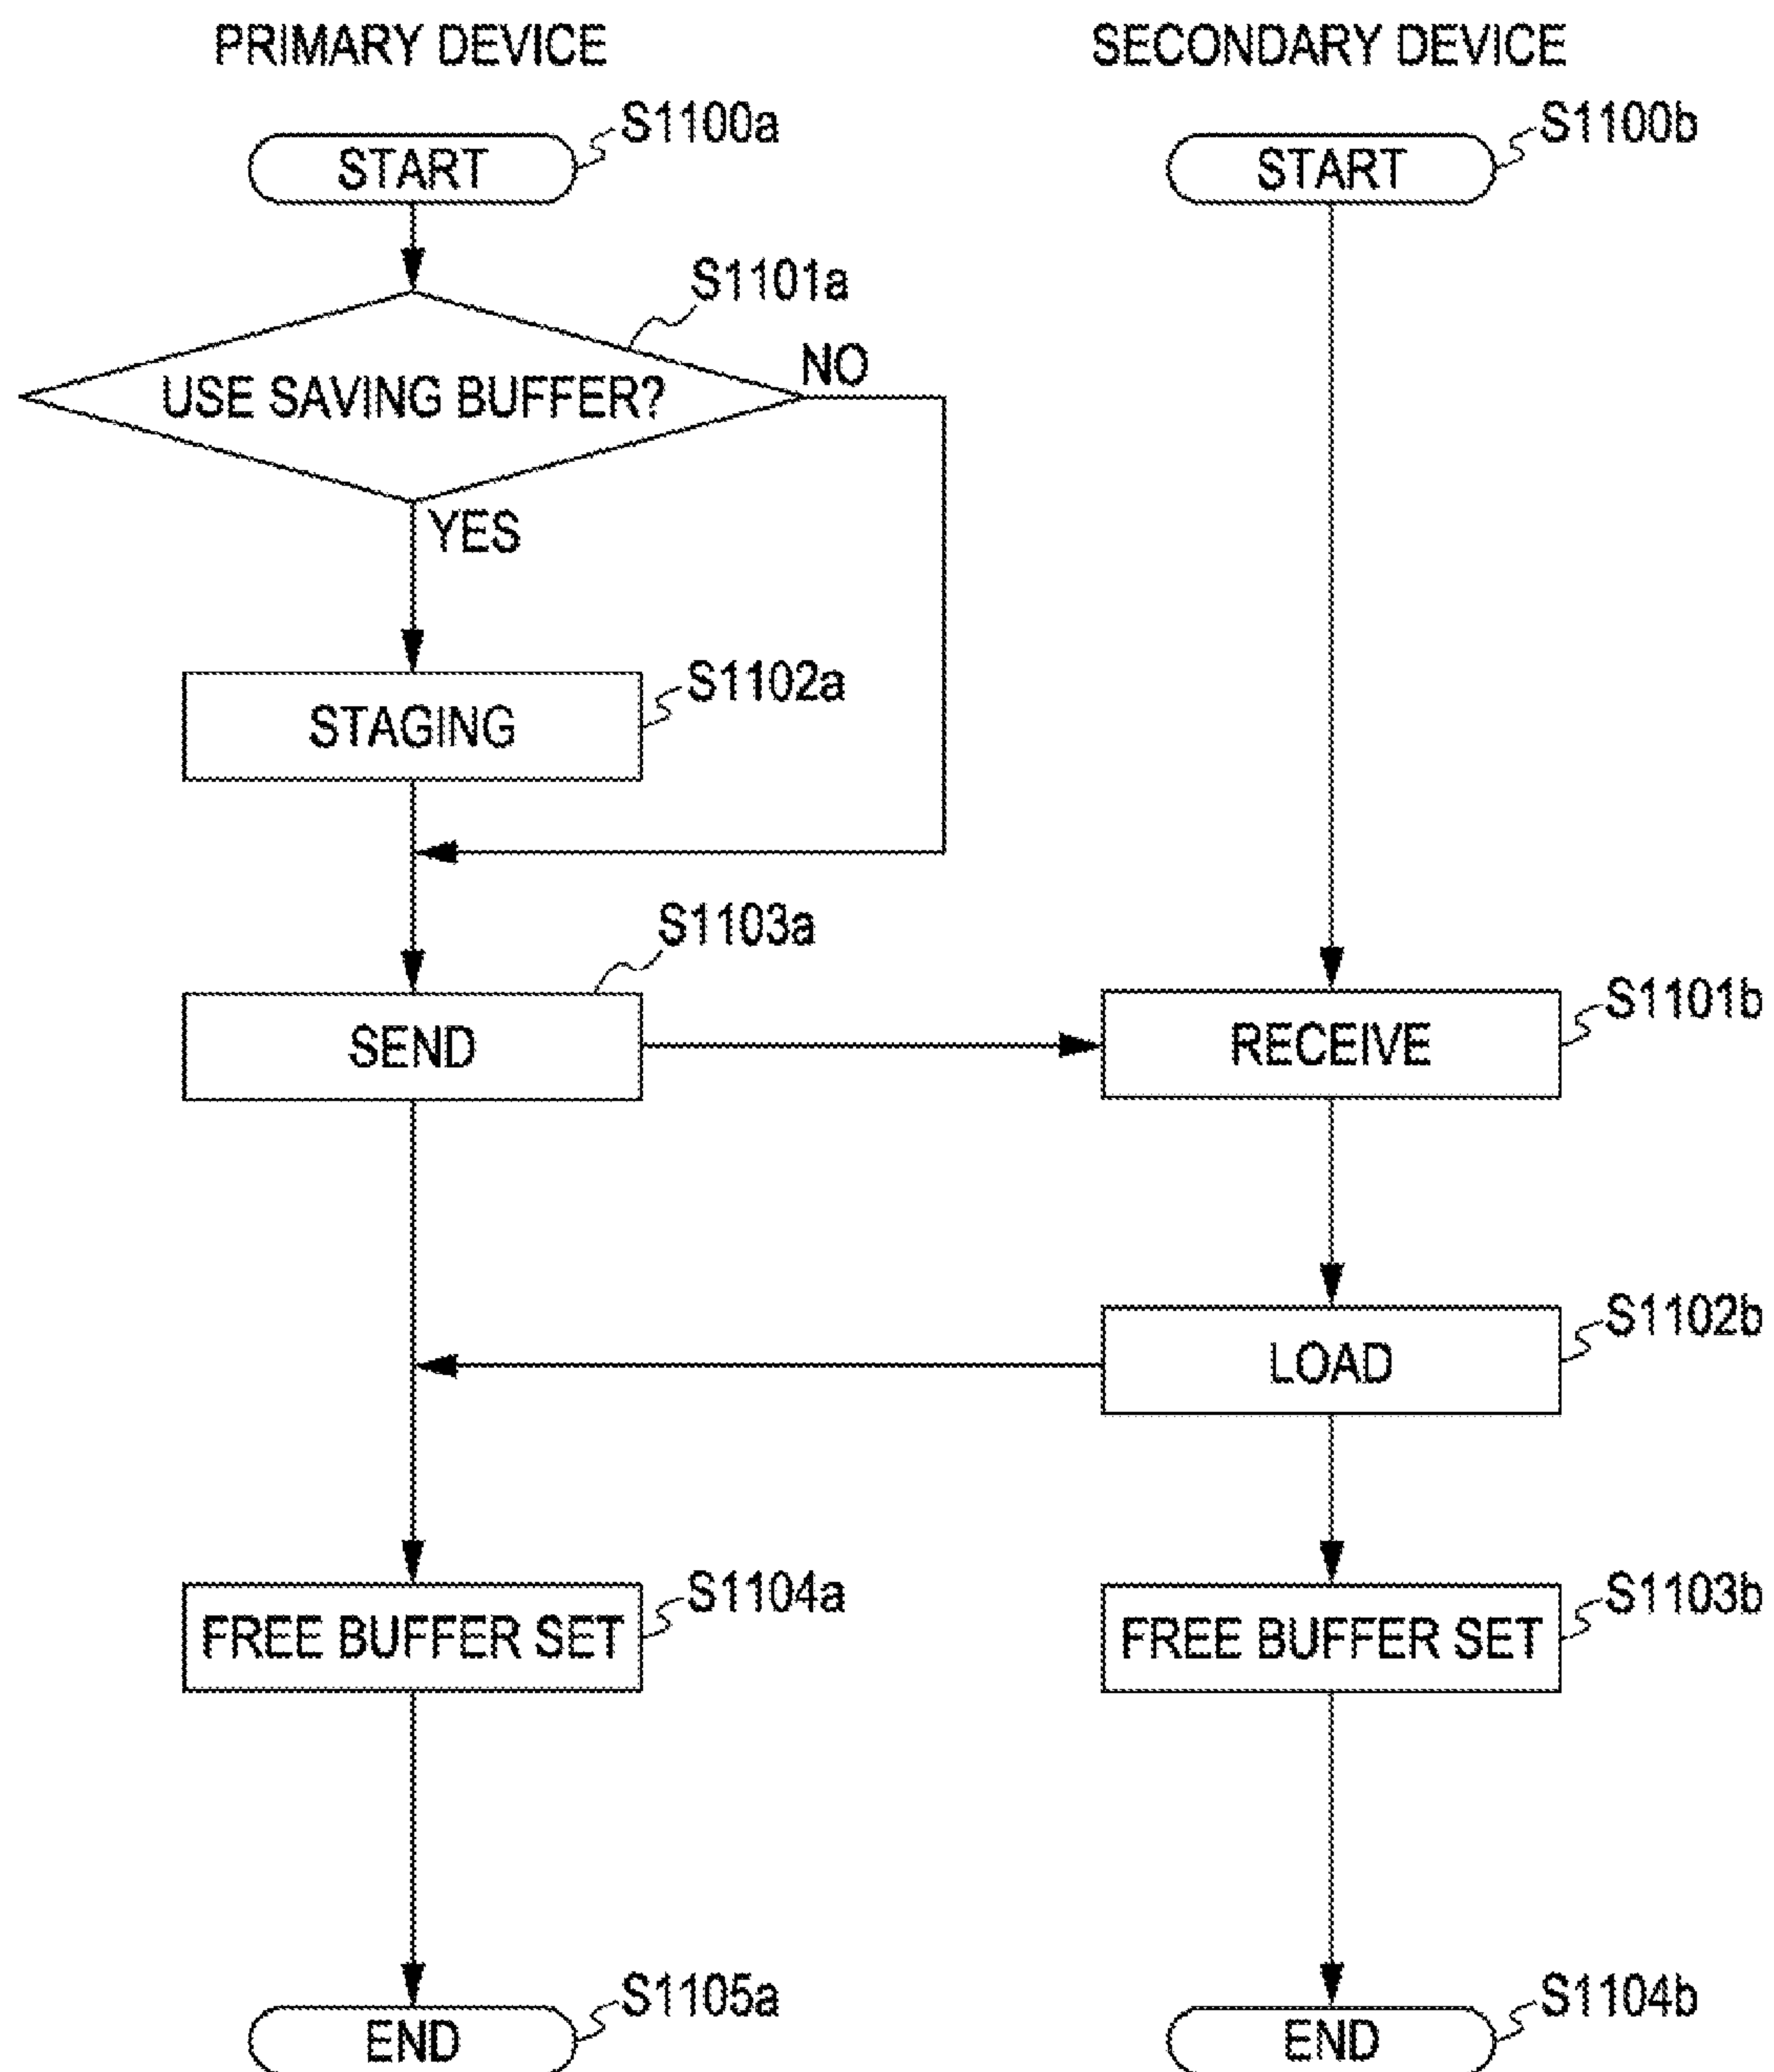 PRIMARY DEVICE
SECONDARY DEVICE
S1100a
START
S1100b
START
S1101a
USE SAVING BUFFER?
NO
YES
S1102a
STAGING
S1103a
SEND
S1101b
RECEIVE
S1102b
LOAD
S1104a
FREE BUFFER SET
S1103b
FREE BUFFER SET
S1105a
END
S1104b
END